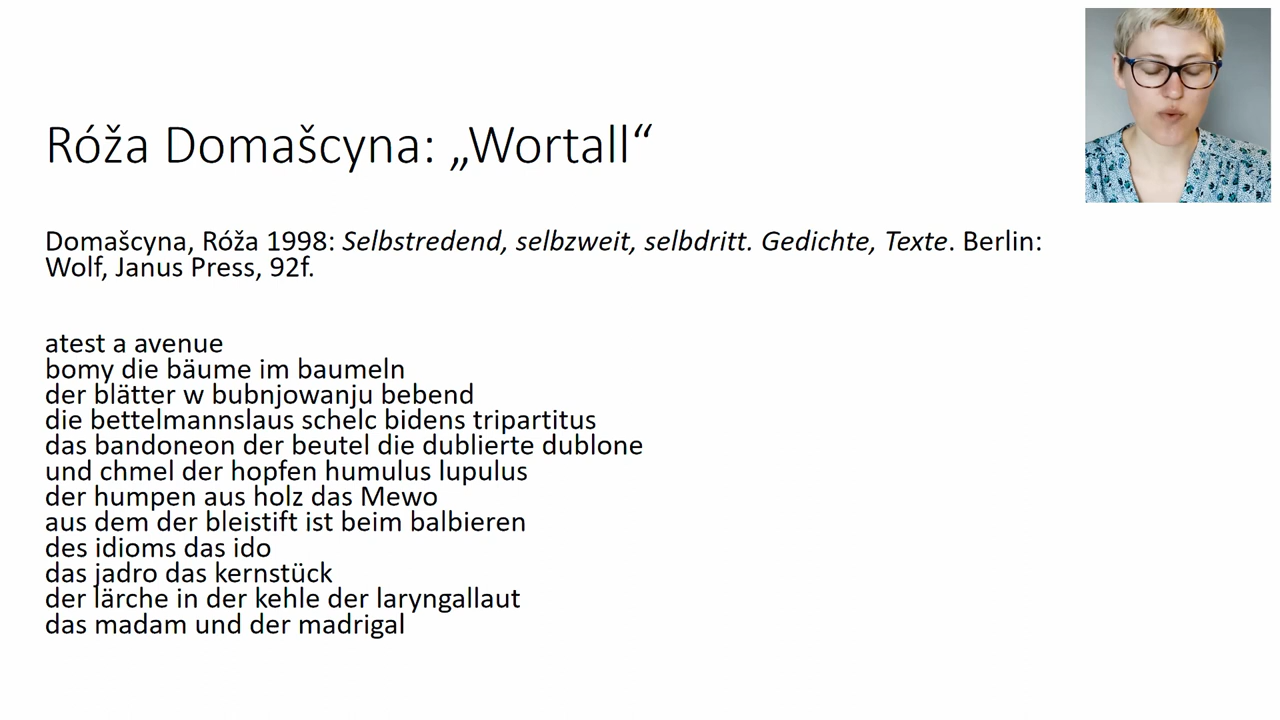 Róža Domašcyna: „Wortall“
Domašcyna, Róža 1998: Selbstredend, selbzweit, selbdritt. Gedichte, Texte. Berlin:
Wolf, Janus Press, 92f.
atest a avenue
bomy die bäume im baumeln
der blätter w bubnjowanju bebend
die bettelmannslaus schelc bidens tripartitus
das bandoneon der beutel die dublierte dublone
und chmel der hopfen humulus lupulus
der humpen aus holz das Mewo
aus dem der bleistift ist beim balbieren
des idioms das ido
das jadro das kernstück
der lärche in der kehle der laryngallaut
das madam und der madrigal